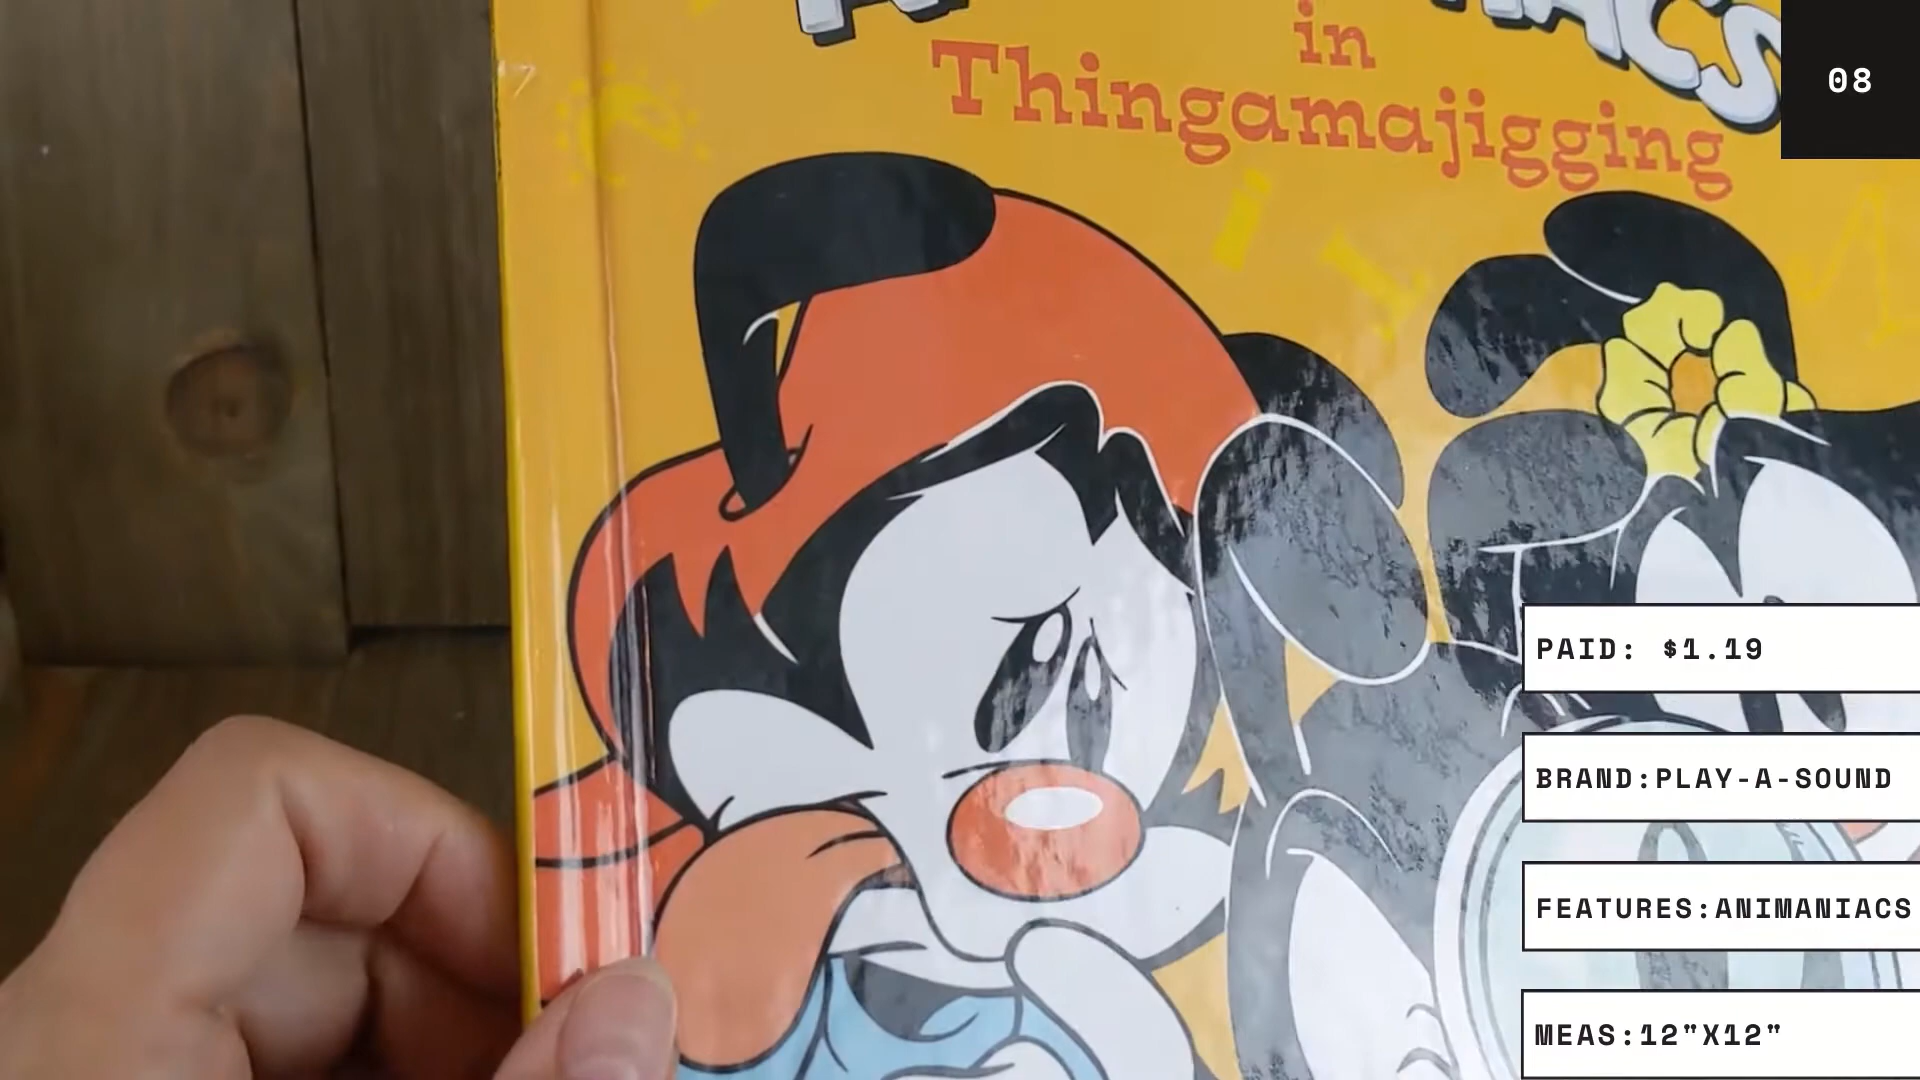 in
Thingamajigging
08
PAID: $1.19
BRAND:PLAY-A-SOUND
FEATURES:ANIMANIACS
MEAS:12"X12"